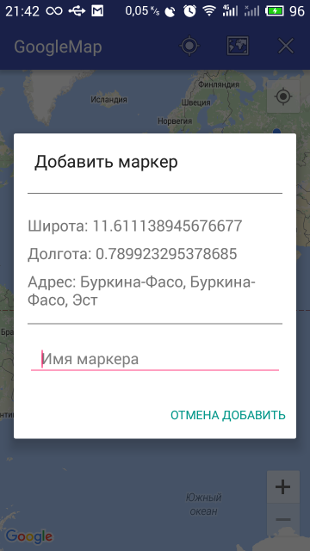 21:42 0,05 K/s 96
GoogleMap
Исландия
Финляндия
Швеция
Норвегия
Добавить маркер
Широта: 11.611138945676677
Долгота: 0.789923295378685
Адрес: Буркина-Фасо, Буркина-
Фасо, Эст
Имя маркера
ОТМЕНА ДОБАВИТЬ
Южный
океан
Google